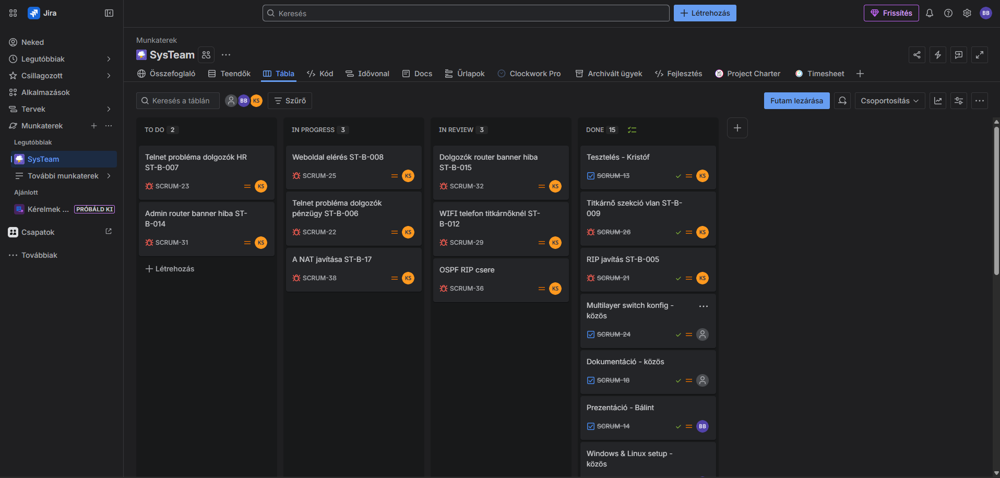 Jira
Keresés
Létrehozás
Frissítés
BB
Neked
Legutóbbiak
Csillagozott
Alkalmazások
Tervek
Munkaterek
Legutóbbiak
SysTeam
További munkaterek
Ajánlott
Kérelmek ...
PRÓBÁLD KI
Csapatok
Továbbiak
Munkaterek
SysTeam
Összefoglaló
Teendők
Tábla
Kód
Idővonal
Docs
Űrlapok
Clockwork Pro
Archivált ügyek
Fejlesztés
Project Charter
Timesheet
Keresés a táblán
BB
KS
Szűrő
Futam lezárása
Csoportosítás
TO DO 2
Telnet probléma dolgozók HR
ST-B-007
SCRUM-23
KS
Admin router banner hiba ST-
B-014
SCRUM-31
KS
Létrehozás
IN PROGRESS 3
Weboldal elérés ST-B-008
SCRUM-25
KS
Telnet probléma dolgozók
pénzügy ST-B-006
SCRUM-22
KS
A NAT javítása ST-B-17
SCRUM-38
KS
IN REVIEW 3
Dolgozók router banner hiba
ST-B-015
SCRUM-32
KS
WIFI telefon titkárnőknél ST-
B-012
SCRUM-29
KS
OSPF RIP csere
SCRUM-36
KS
DONE 15
Tesztelés - Kristóf
SCRUM-13
KS
Titkárnő szekció vlan ST-B-
009
SCRUM-26
KS
RIP javítás ST-B-005
SCRUM-21
KS
Multilayer switch konfig -
közös
SCRUM-24
Dokumentáció - közös
SCRUM-18
Prezentáció - Bálint
SCRUM-14
BB
Windows & Linux setup -
közös